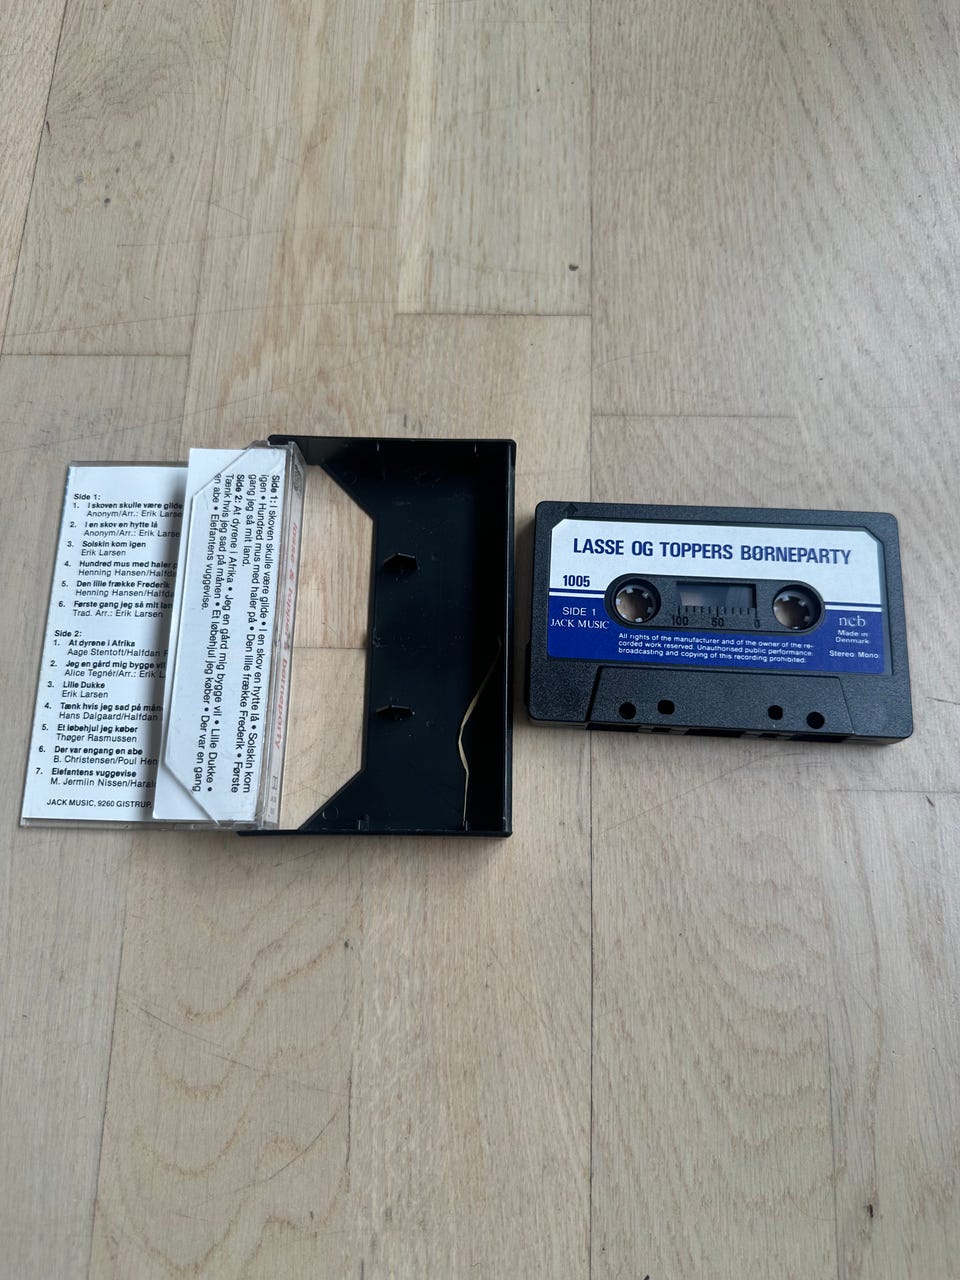 Side 1:
1. I skoven skulle være gilde
Anonym/Arr.: Erik Larse
2. I en skov en hytte lå
Anonym/Arr.: Erik Larse
3. Solskin kom igen
Erik Larsen
4. Hundred mus med haler p
Henning Hansen/Halfda
5. Den lille frække Frederik
Henning Hansen/Halfda
6. Første gang jeg så mit lan
Trad. Arr.: Erik Larsen
Side 2:
1. At dyrene i Afrika
Aage Stentoft/Halfdan R
2. Jeg en gård mig bygge vil
Alice Tegnér/Arr.: Erik L
3. Lille Dukke
Erik Larsen
4. Tænk hvis jeg sad på mån
Hans Dalgaard/Halfdan
5. Et løbehjul jeg køber
Thøger Rasmussen
6. Der var engang en abe
B. Christensen/Poul Hen
7. Elefantens vuggevise
M. Jermiin Nissen/Haral
JACK MUSIC, 9260 GISTRUP.
Side 1: I skoven skulle være gilde • I en skov en hytte lå • Solskin kom
igen • Hundred mus med haler på • Den lille frække Frederik • Første
gang jeg så mit land.
Side 2: At dyrene i Afrika • Jeg en gård mig bygge vil • Lille Dukke •
Tænk hvis jeg sad på månen • Et løbehjul jeg køber • Der var en gang
en abe • Elefantens vuggevise.
børneparty
LASSE OG TOPPERS BØRNEPARTY
1005
SIDE 1
JACK MUSIC
100 50 0
ncb
Made in
Denmark
Stereo Mono
All rights of the manufacturer and of the owner of the re-
corded work reserved. Unauthorised public performance
broadcasting and copying of this recording prohibited.